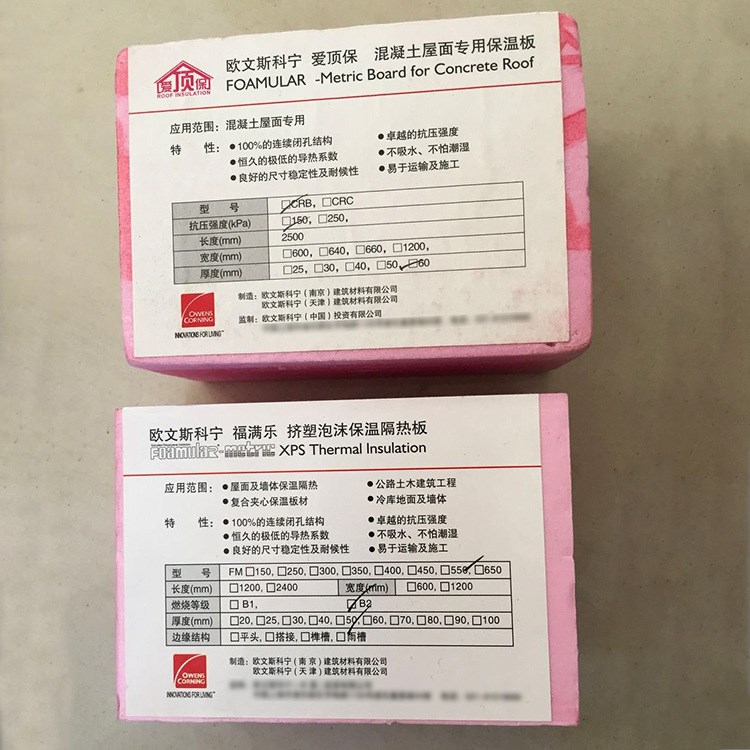 爱顶保
ROOF INSULATION
欧文斯科宁 爱顶保 混凝土屋面专用保温板
FOAMULAR -Metric Board for Concrete Roof
应用范围：混凝土屋面专用
特 性：●100%的连续闭孔结构 ●卓越的抗压强度
●恒久的极低的导热系数 ●不吸水、不怕潮湿
●良好的尺寸稳定性及耐候性 ●易于运输及施工
型 号 □CRB，□CRC
抗压强度(kPa) □150，□250，
长度(mm) 2500
宽度(mm) □600，□640，□660，□1200，
厚度(mm) □25，□30，□40，□50，□60
制造：欧文斯科宁（南京）建筑材料有限公司
欧文斯科宁（天津）建筑材料有限公司
监制：欧文斯科宁（中国）投资有限公司
OWENS
CORNING
INNOVATIONS FOR LIVING™
欧文斯科宁 福满乐 挤塑泡沫保温隔热板
FOAMULAR-metric XPS Thermal Insulation
应用范围：●屋面及墙体保温隔热 ●公路土木建筑工程
●复合夹心保温板材 ●冷库地面及墙体
特 性：●100%的连续闭孔结构 ●卓越的抗压强度
●恒久的极低的导热系数 ●不吸水、不怕潮湿
●良好的尺寸稳定性及耐候性 ●易于运输及施工
型 号 FM □150，□250，□300，□350，□400，□450，□550，□650
长度(mm) □1200，□2400 宽度(mm) □600，□1200
燃烧等级 □B1， □B2
厚度(mm) □20，□25，□30，□40，□50，□60，□70，□80，□90，□100
边缘结构 □平头，□搭接，□榫槽，□雨槽
制造：欧文斯科宁（南京）建筑材料有限公司
欧文斯科宁（天津）建筑材料有限公司
OWENS
CORNING
INNOVATIONS FOR LIVING™